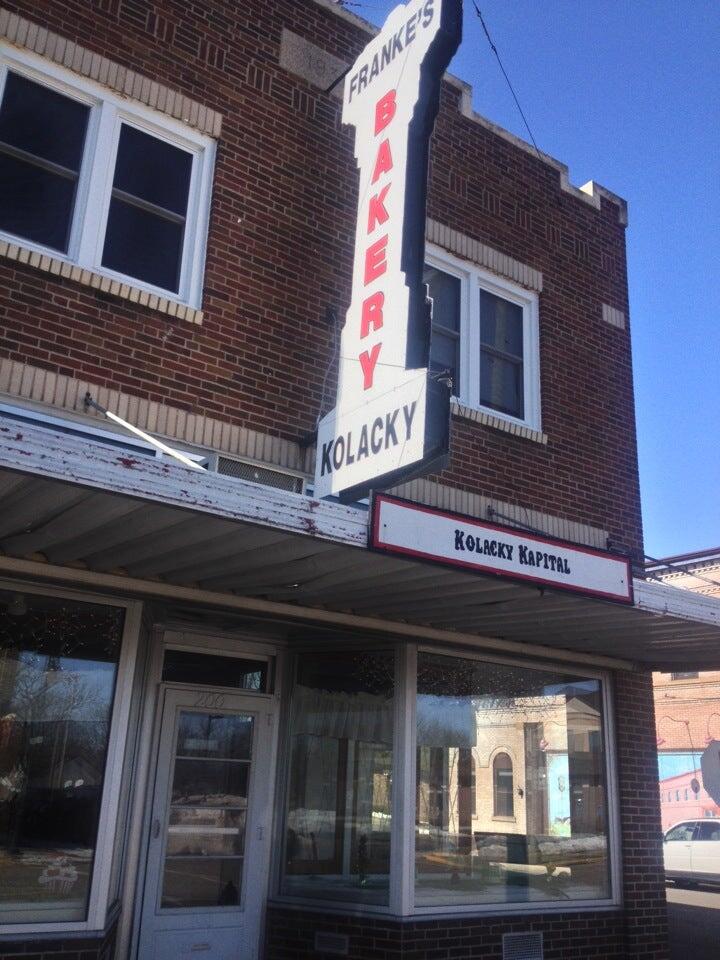 FRANKE'S
BAKERY
KOLACKY
KOLACKY KAPITAL
200